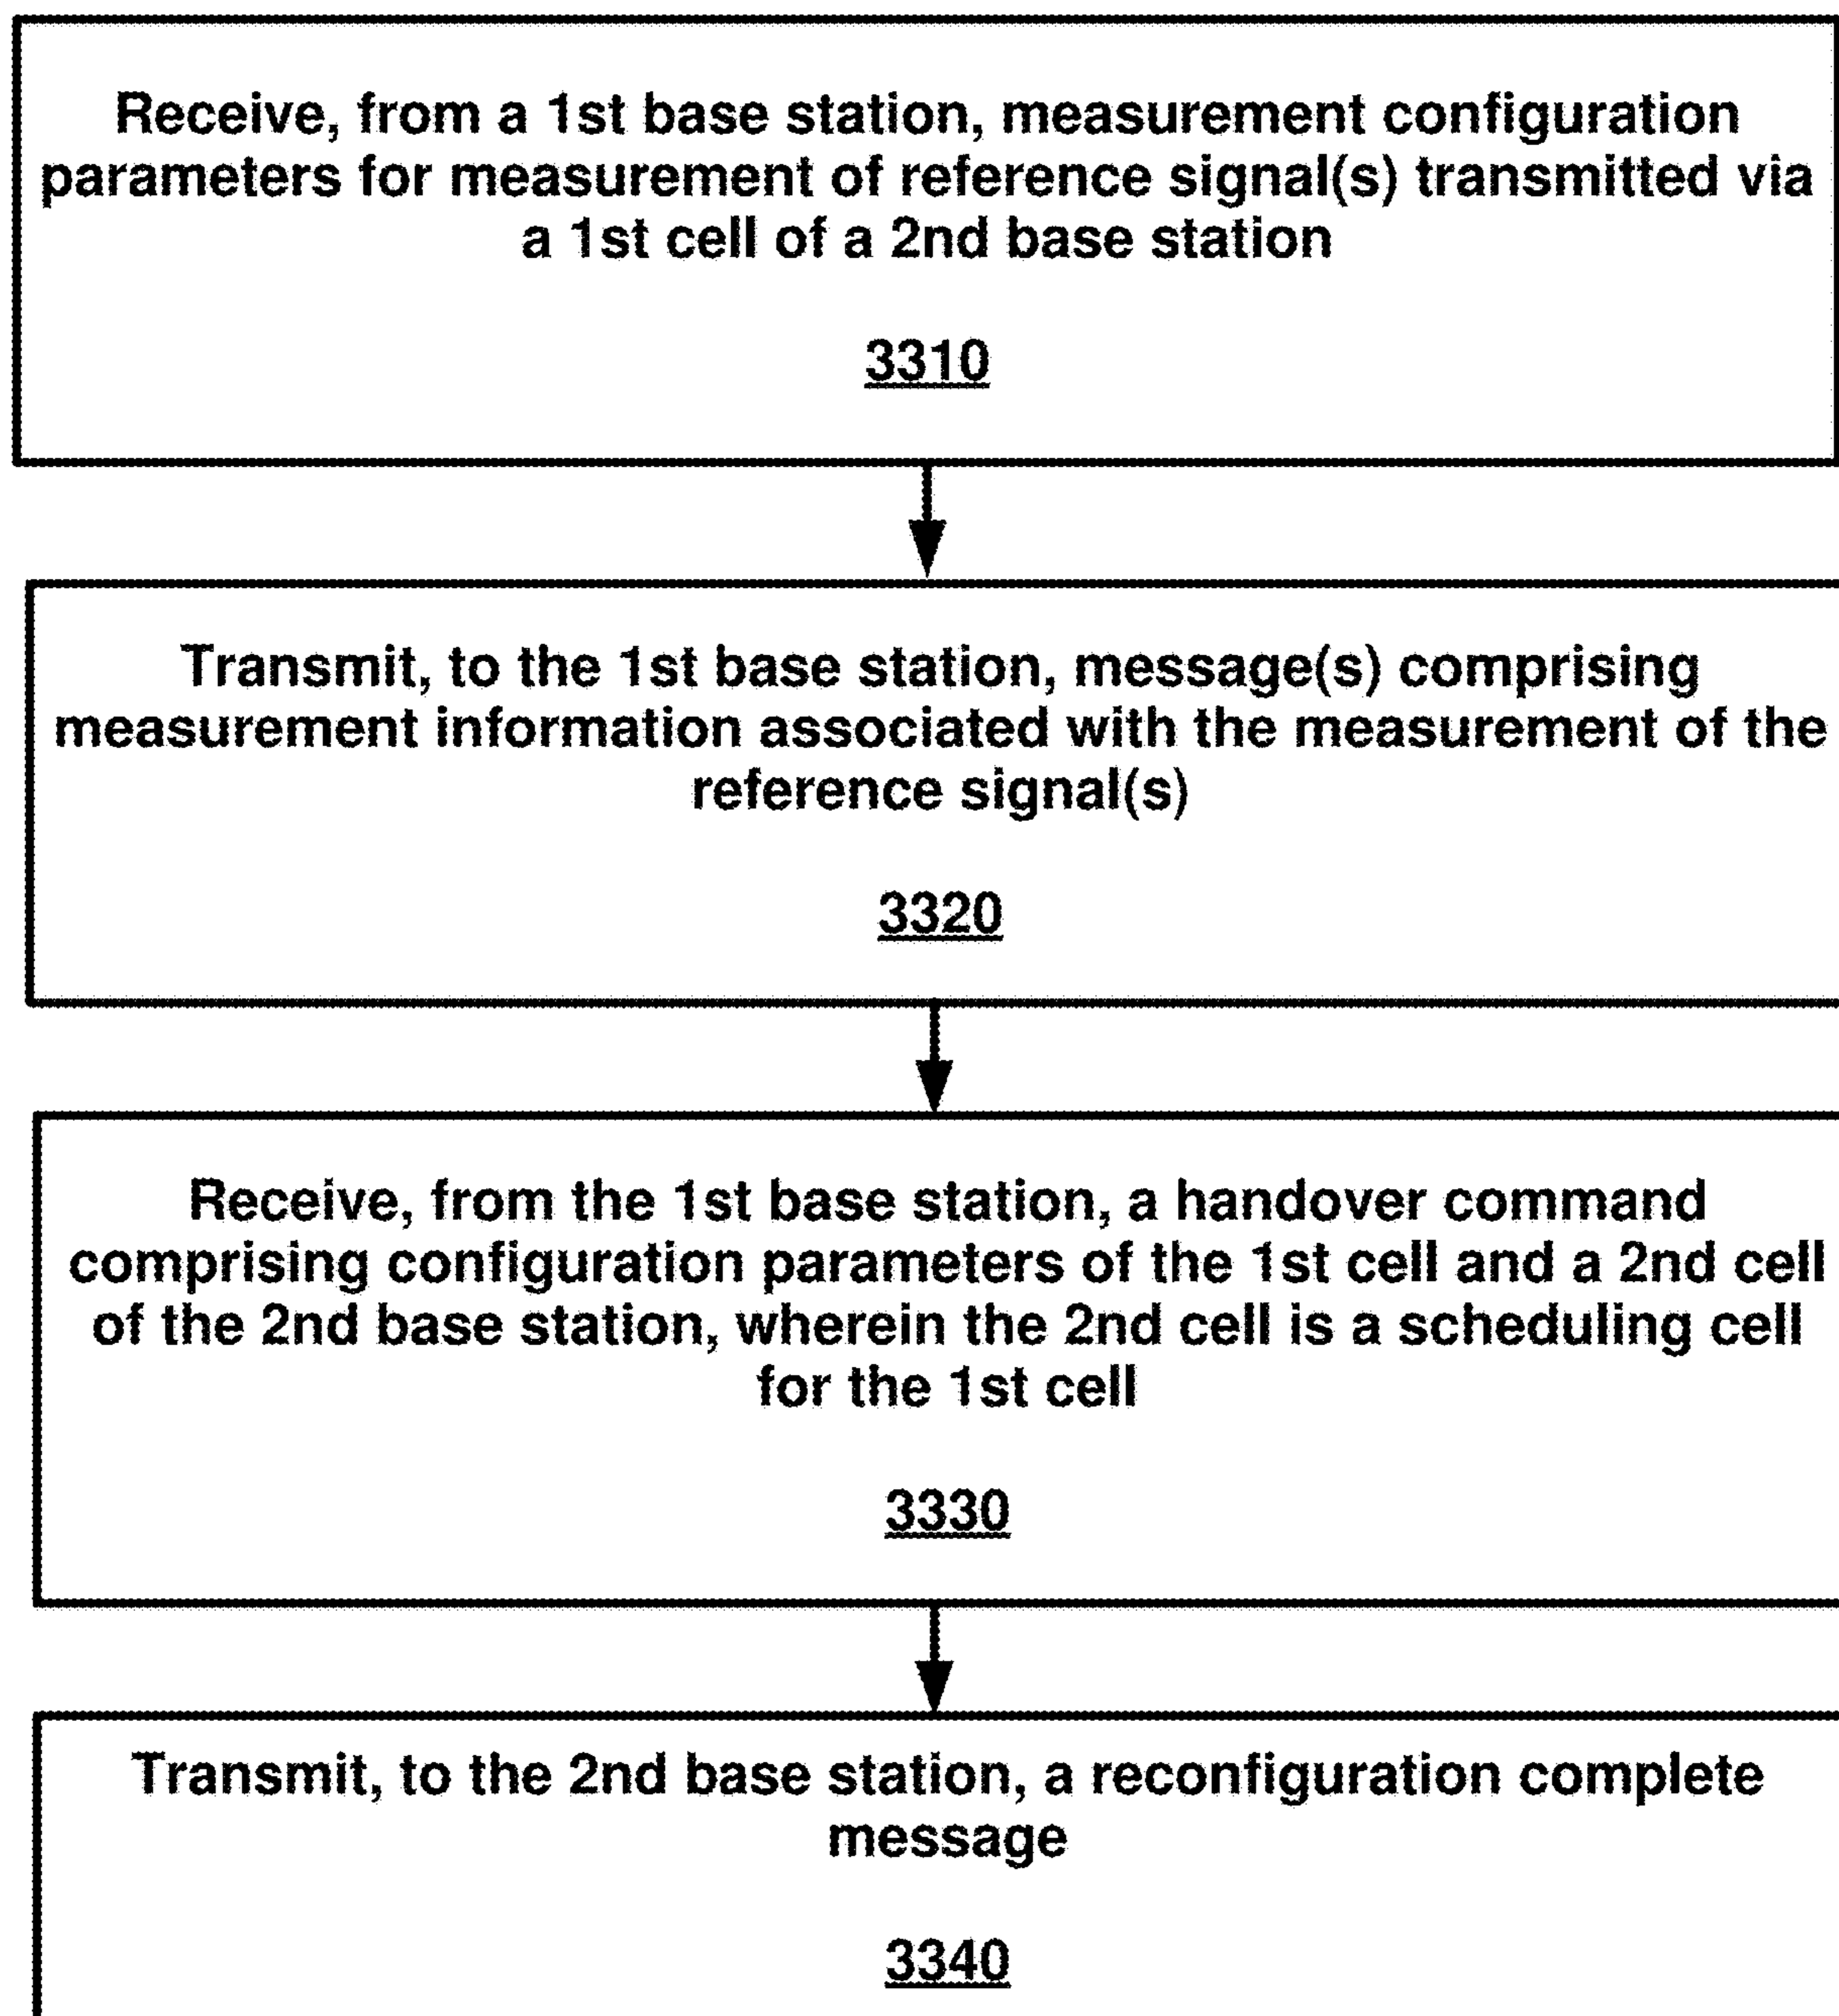 Receive, from a 1st base station, measurement configuration
parameters for measurement of reference signal(s) transmitted via
a 1st cell of a 2nd base station
3310
Transmit, to the 1st base station, message(s) comprising
measurement information associated with the measurement of the
reference signal(s)
3320
Receive, from the 1st base station, a handover command
comprising configuration parameters of the 1st cell and a 2nd cell
of the 2nd base station, wherein the 2nd cell is a scheduling cell
for the 1st cell
3330
Transmit, to the 2nd base station, a reconfiguration complete
message
3340